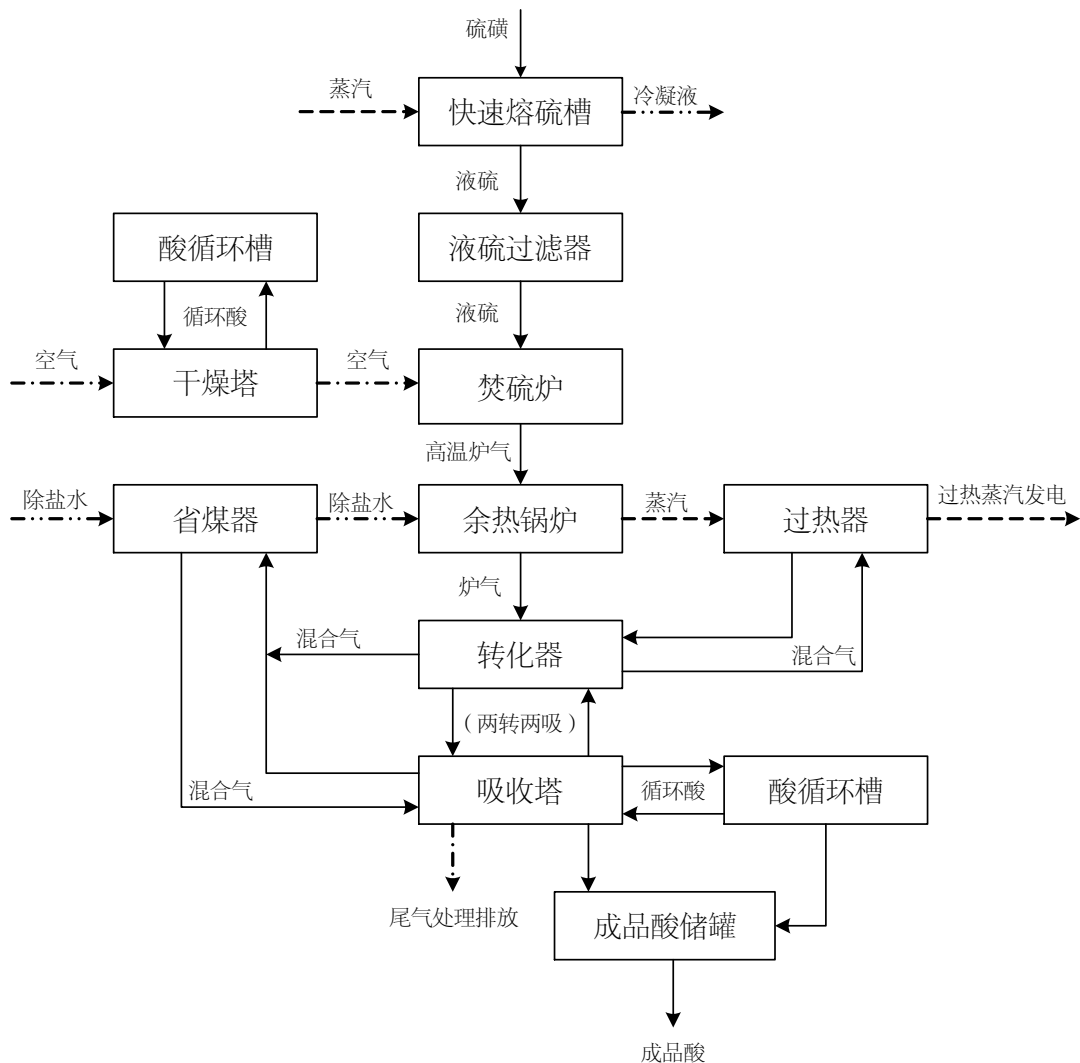 硫磺
蒸汽
快速熔硫槽
冷凝液
液硫
酸循环槽
液硫过滤器
循环酸
液硫
空气
干燥塔
空气
焚硫炉
高温炉气
除盐水
省煤器
除盐水
余热锅炉
蒸汽
过热器
过热蒸汽发电
炉气
混合气
转化器
混合气
（两转两吸）
混合气
吸收塔
循环酸
酸循环槽
尾气处理排放
成品酸储罐
成品酸